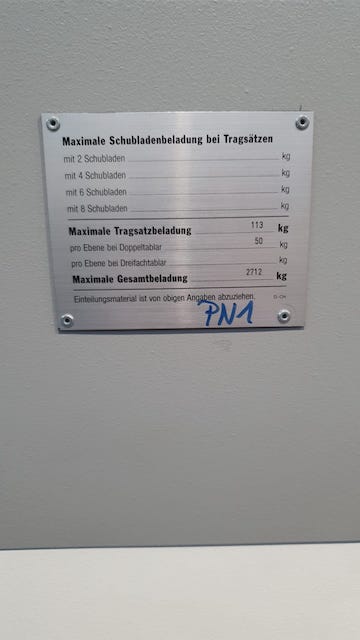 Maximale Schubladenbeladung bei Tragsätzen
mit 2 Schubladen kg
mit 4 Schubladen kg
mit 6 Schubladen kg
mit 8 Schubladen kg
Maximale Tragsatzbeladung 113 kg
pro Ebene bei Doppeltablar 50 kg
pro Ebene bei Dreifachtablar kg
Maximale Gesamtbeladung 2712 kg
Einteilungsmaterial ist von obigen Angaben abzuziehen. D-CH
PN1